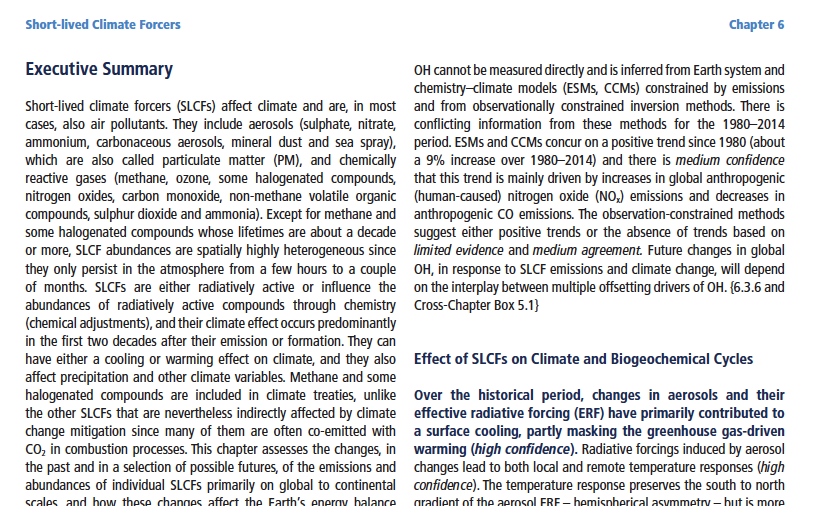 Short-lived Climate Forcers
Chapter 6
Executive Summary
Short-lived climate forcers (SLCFs) affect climate and are, in most
cases, also air pollutants. They include aerosols (sulphate, nitrate,
ammonium, carbonaceous aerosols, mineral dust and sea spray),
which are also called particulate matter (PM), and chemically
reactive gases (methane, ozone, some halogenated compounds,
nitrogen oxides, carbon monoxide, non-methane volatile organic
compounds, sulphur dioxide and ammonia). Except for methane and
some halogenated compounds whose lifetimes are about a decade
or more, SLCF abundances are spatially highly heterogeneous since
they only persist in the atmosphere from a few hours to a couple
of months. SLCFs are either radiatively active or influence the
abundances of radiatively active compounds through chemistry
(chemical adjustments), and their climate effect occurs predominantly
in the first two decades after their emission or formation. They can
have either a cooling or warming effect on climate, and they also
affect precipitation and other climate variables. Methane and some
halogenated compounds are included in climate treaties, unlike
the other SLCFs that are nevertheless indirectly affected by climate
change mitigation since many of them are often co-emitted with
CO₂ in combustion processes. This chapter assesses the changes, in
the past and in a selection of possible futures, of the emissions and
abundances of individual SLCFs primarily on global to continental
scales, and how these changes affect the Earth's energy balance
OH cannot be measured directly and is inferred from Earth system and
chemistry–climate models (ESMs, CCMs) constrained by emissions
and from observationally constrained inversion methods. There is
conflicting information from these methods for the 1980–2014
period. ESMs and CCMs concur on a positive trend since 1980 (about
a 9% increase over 1980–2014) and there is medium confidence
that this trend is mainly driven by increases in global anthropogenic
(human-caused) nitrogen oxide (NOₓ) emissions and decreases in
anthropogenic CO emissions. The observation-constrained methods
suggest either positive trends or the absence of trends based on
limited evidence and medium agreement. Future changes in global
OH, in response to SLCF emissions and climate change, will depend
on the interplay between multiple offsetting drivers of OH. {6.3.6 and
Cross-Chapter Box 5.1}
Effect of SLCFs on Climate and Biogeochemical Cycles
Over the historical period, changes in aerosols and their
effective radiative forcing (ERF) have primarily contributed to
a surface cooling, partly masking the greenhouse gas-driven
warming (high confidence). Radiative forcings induced by aerosol
changes lead to both local and remote temperature responses (high
confidence). The temperature response preserves the south to north
gradient of the aerosol ERF – hemispherical asymmetry – but is more